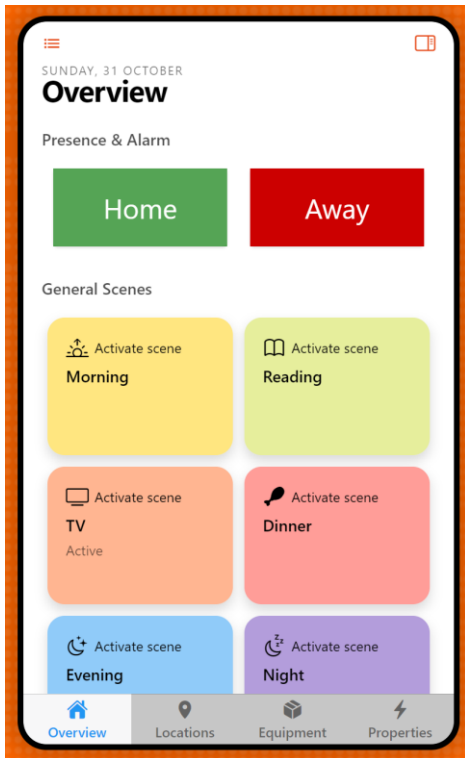 SUNDAY, 31 OCTOBER
Overview
Presence & Alarm
Home Away
General Scenes
Activate scene Activate scene
Morning Reading
Activate scene Activate scene
TV Dinner
Active
Activate scene Activate scene
Evening Night
Overview Locations Equipment Properties